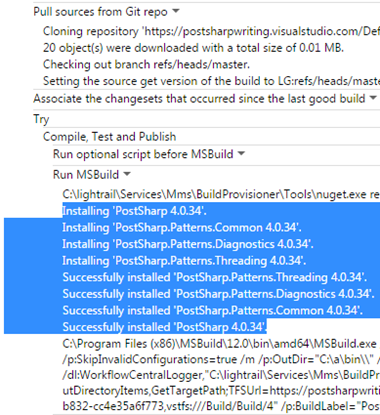 Pull sources from Git repo
Cloning repository 'https://postsharpwriting.visualstudio.com/Def
20 object(s) were downloaded with a total size of 0.01 MB.
Checking out branch refs/heads/master.
Setting the source get version of the build to LG:refs/heads/master:
Associate the changesets that occurred since the last good build
Try
Compile, Test and Publish
Run optional script before MSBuild
Run MSBuild
C:\lightrail\Services\Mms\BuildProvisioner\Tools\nuget.exe re
Installing 'PostSharp 4.0.34'.
Installing 'PostSharp.Patterns.Common 4.0.34'.
Installing 'PostSharp.Patterns.Diagnostics 4.0.34'.
Installing 'PostSharp.Patterns.Threading 4.0.34'.
Successfully installed 'PostSharp.Patterns.Threading 4.0.34'.
Successfully installed 'PostSharp.Patterns.Diagnostics 4.0.34'.
Successfully installed 'PostSharp.Patterns.Common 4.0.34'.
Successfully installed 'PostSharp 4.0.34'.
C:\Program Files (x86)\MSBuild\12.0\bin\amd64\MSBuild.exe
/p:SkipInvalidConfigurations=true /m /p:OutDir="C:\a\bin\\" /
/dl:WorkflowCentralLogger,"C:\lightrail\Services\Mms\BuildPro
utDirectoryItems,GetTargetPath;TFSUrl=https://postsharpwritin
b832-cc4e35a6f773,vstfs:///Build/Build/4" /p:BuildLabel="Post